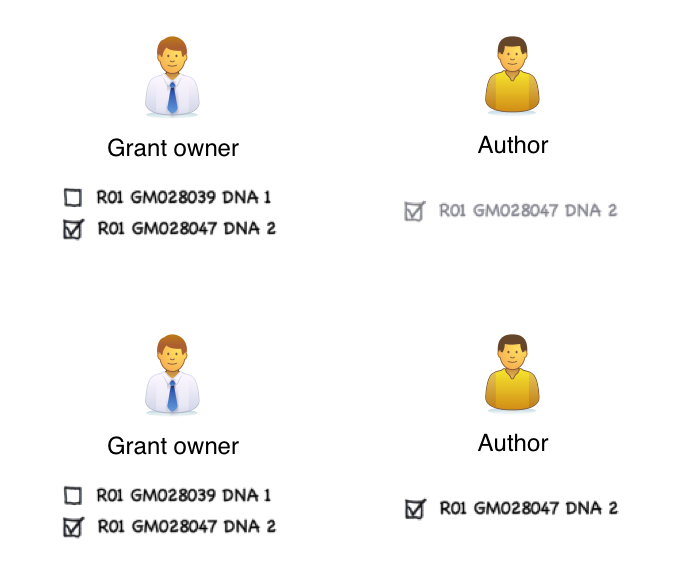 Grant owner
R01 GM028039 DNA 1
R01 GM028047 DNA 2
Author
R01 GM028047 DNA 2
Grant owner
R01 GM028039 DNA 1
R01 GM028047 DNA 2
Author
R01 GM028047 DNA 2